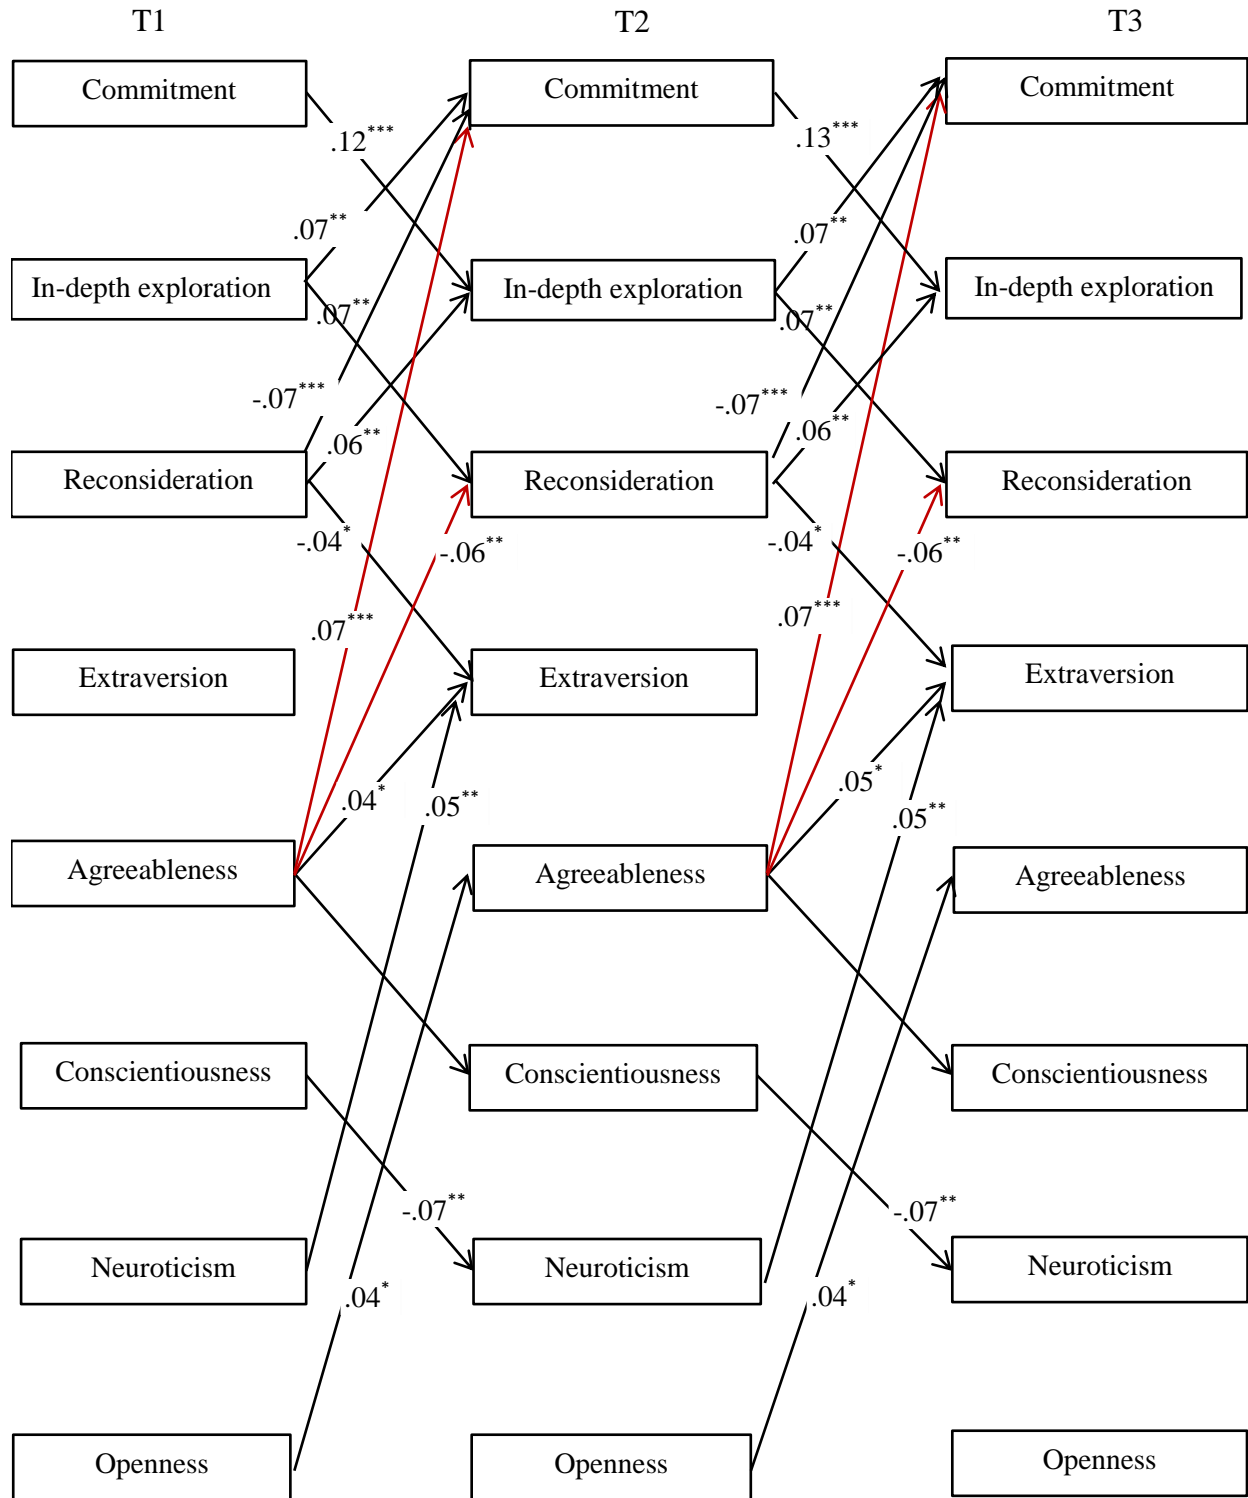 T1 T2 T3
Commitment Commitment Commitment
.12*** .13***
.07** .07**
In-depth exploration In-depth exploration In-depth exploration
.07** .07**
-.07*** -.07***
.06** .06**
Reconsideration Reconsideration Reconsideration
-.04* -.06** -.04* -.06**
.07*** .07***
Extraversion Extraversion Extraversion
.04* .05** .05* .05**
Agreeableness Agreeableness Agreeableness
Conscientiousness Conscientiousness Conscientiousness
-.07** -.07**
Neuroticism Neuroticism Neuroticism
.04* .04*
Openness Openness Openness